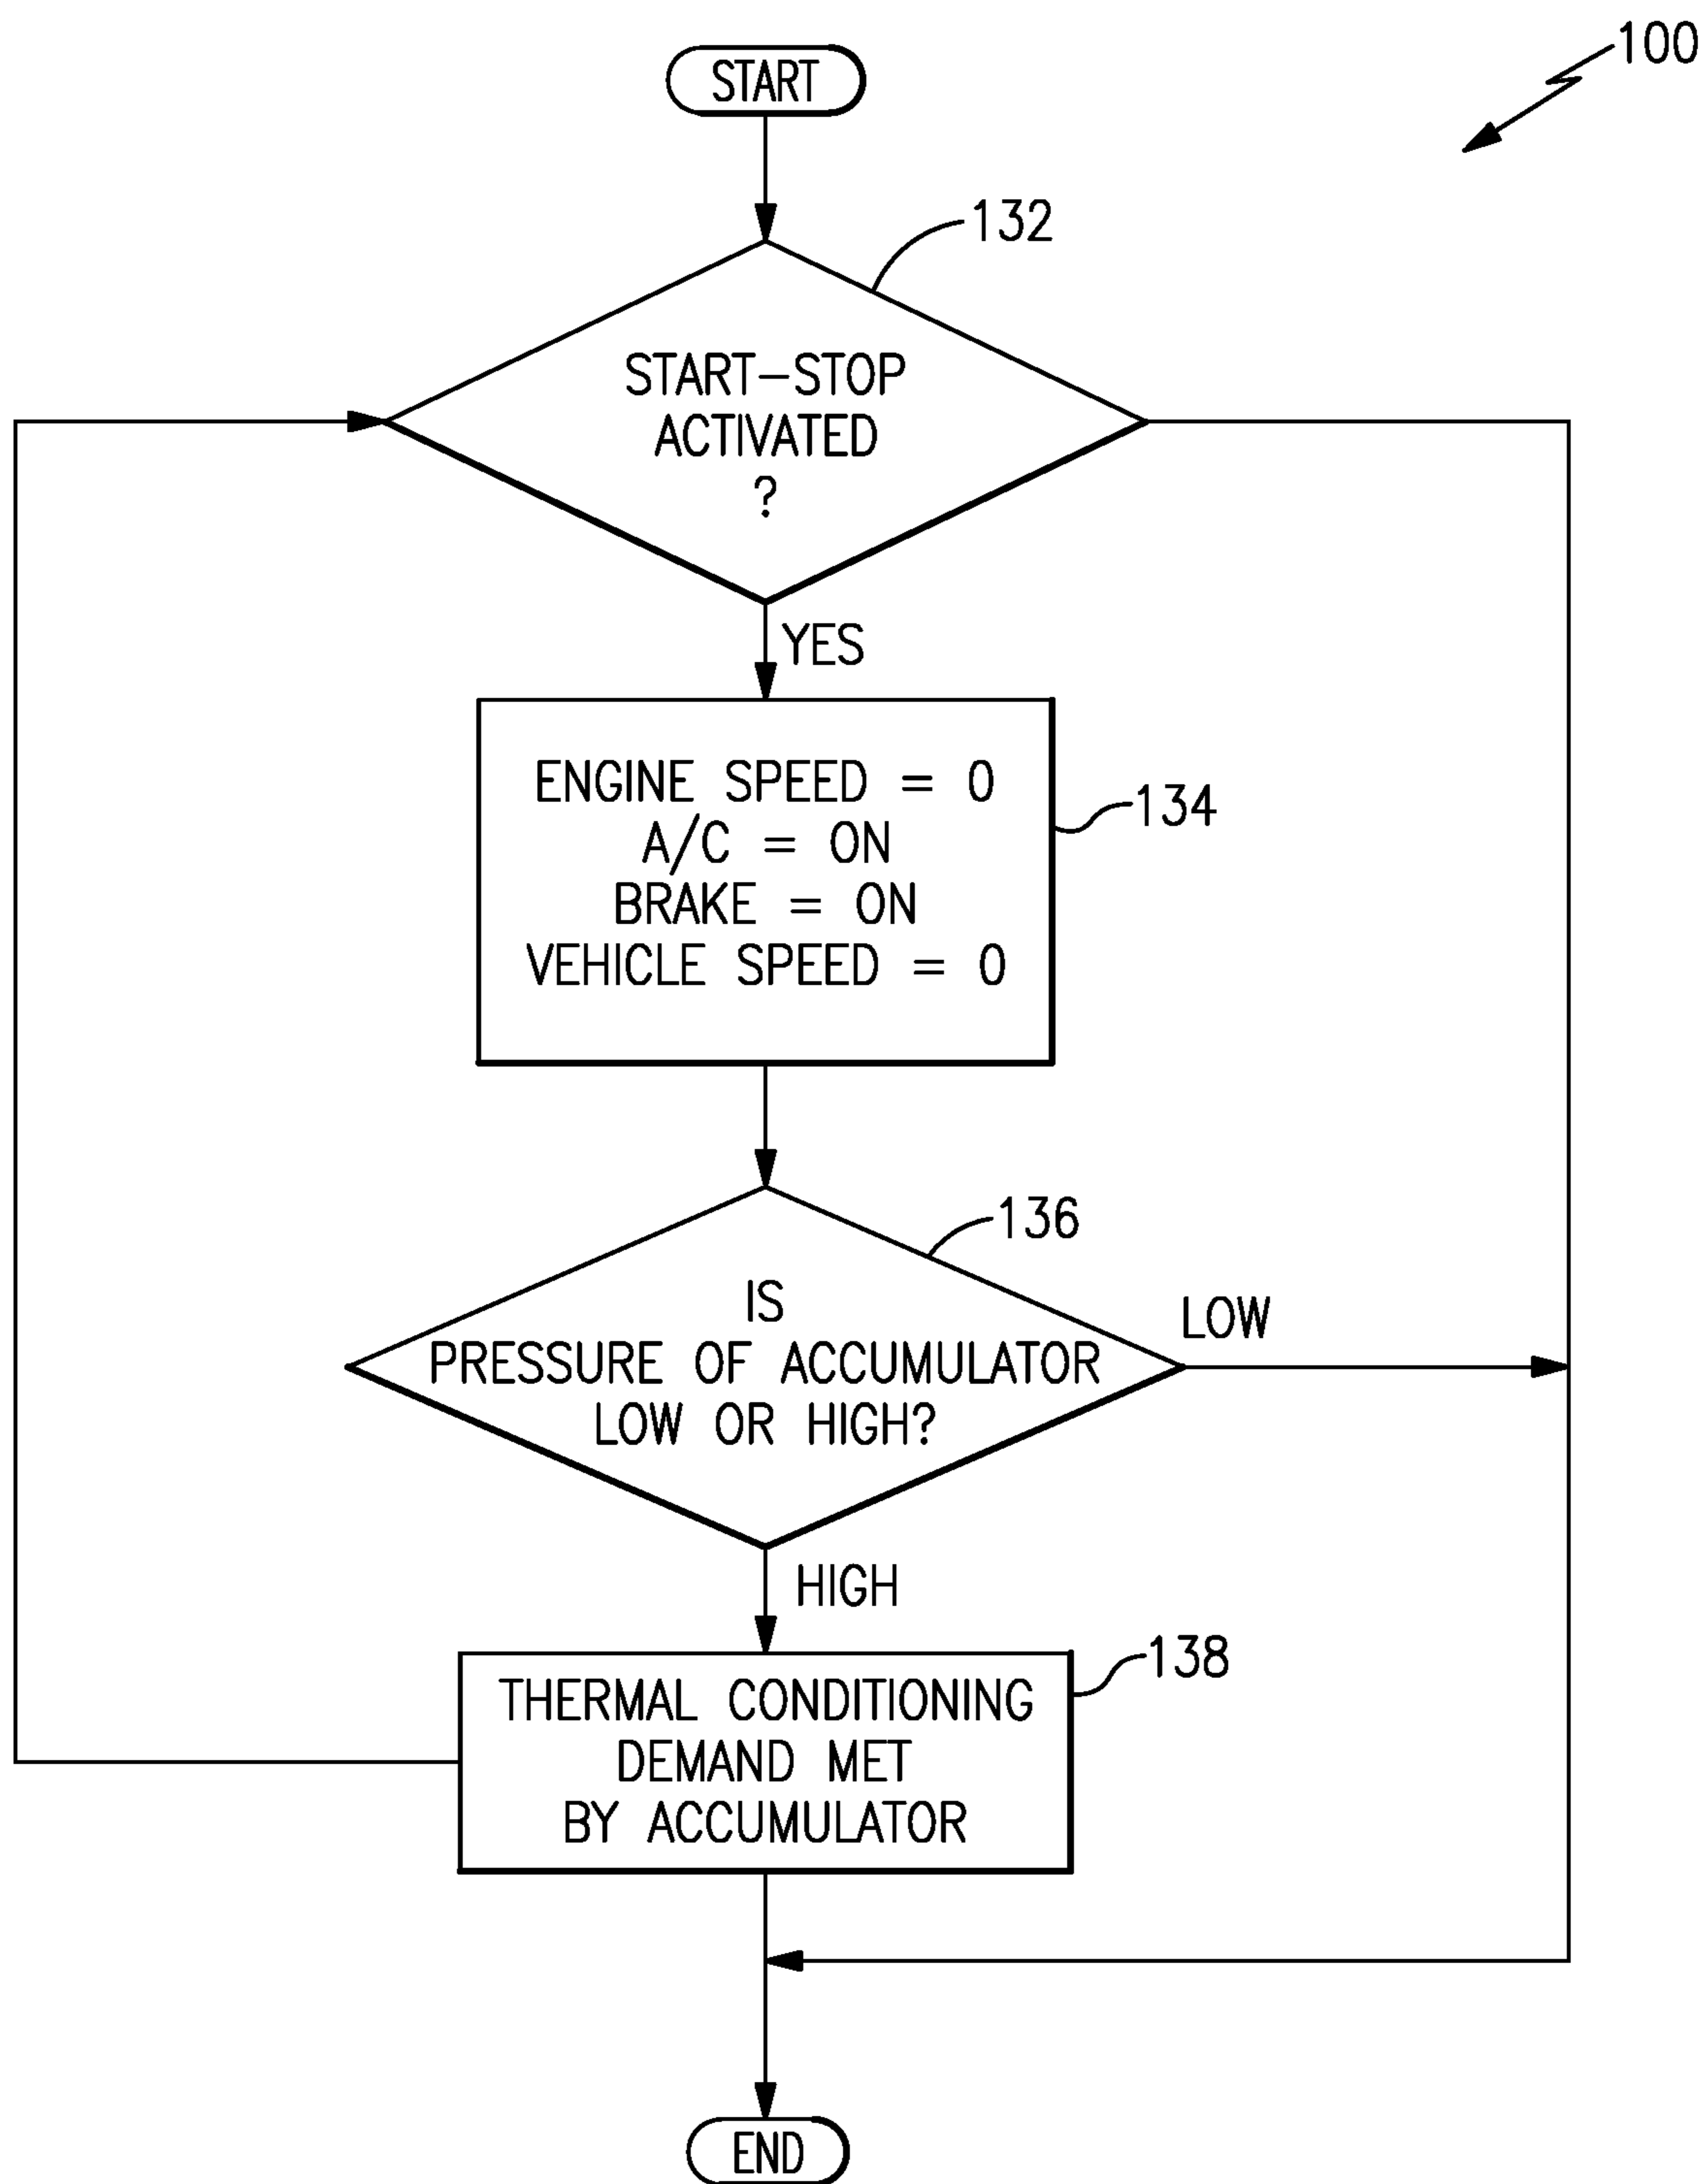 100
START
132
START-STOP
ACTIVATED
?
YES
ENGINE SPEED = 0
A/C = ON
BRAKE = ON
VEHICLE SPEED = 0
134
136
IS
PRESSURE OF ACCUMULATOR
LOW OR HIGH?
LOW
HIGH
138
THERMAL CONDITIONING
DEMAND MET
BY ACCUMULATOR
END